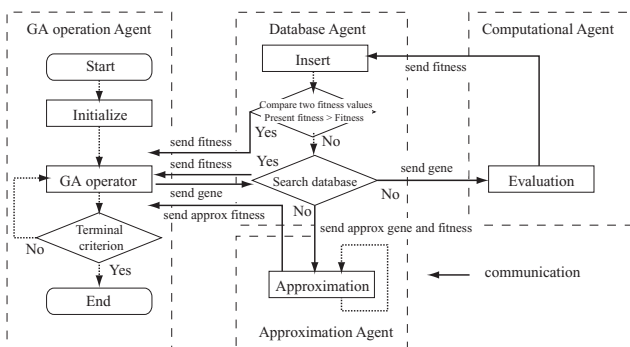 GA operation Agent
Database Agent
Computational Agent
Start
Insert
send fitness
Initialize
Compare two fitness values
Present fitness > Fitness
Yes
No
send fitness
send fitness
Yes
GA operator
send gene
Search database
send gene
Evaluation
No
No
send approx fitness
send approx gene and fitness
Terminal
criterion
No
Yes
Approximation
communication
End
Approximation Agent